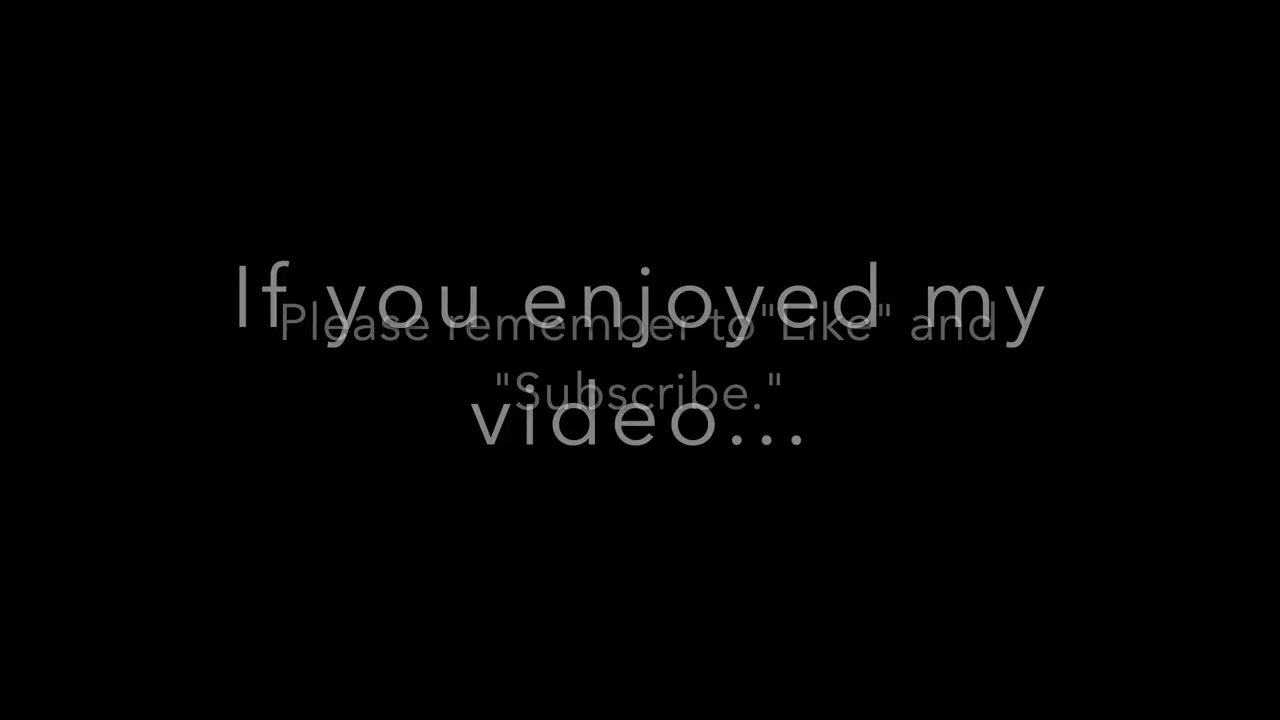 If you enjoyed my
video...
Please remember to "Like" and
"Subscribe."